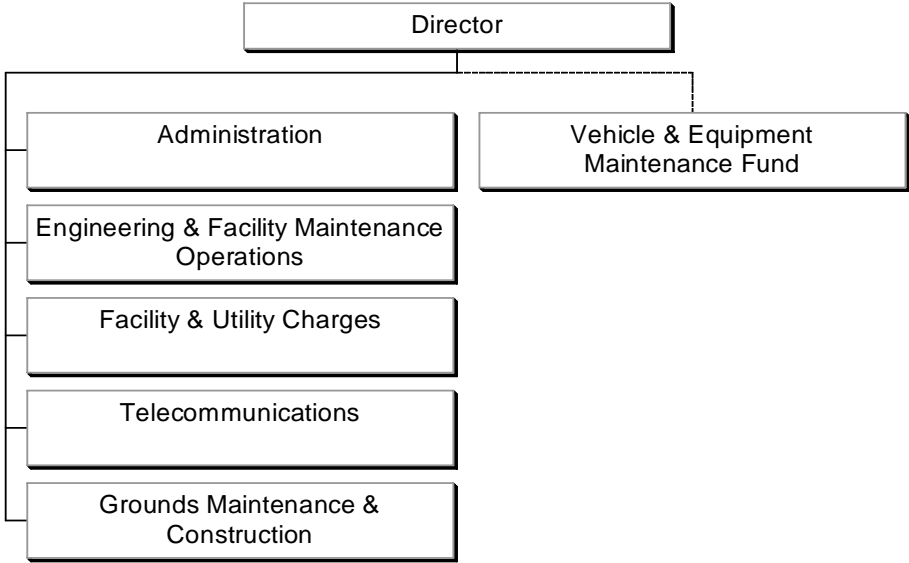 Director
Administration
Vehicle & Equipment
Maintenance Fund
Engineering & Facility Maintenance
Operations
Facility & Utility Charges
Telecommunications
Grounds Maintenance &
Construction